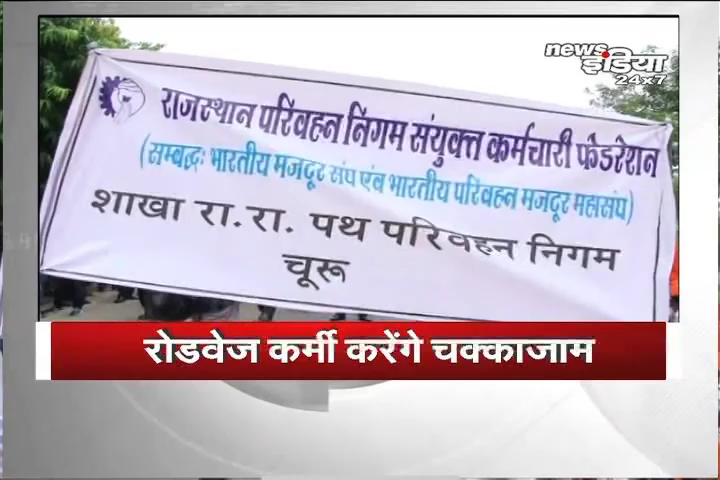 news
इंडिया
24x7
राजस्थान परिवहन निगम संयुक्त कर्मचारी फेडरेशन
(सम्बद्धः भारतीय मजदूर संघ एंव भारतीय परिवहन मजदूर महासंघ)
शाखा रा.रा. पथ परिवहन निगम
चूरू
रोडवेज कर्मी करेंगे चक्काजाम